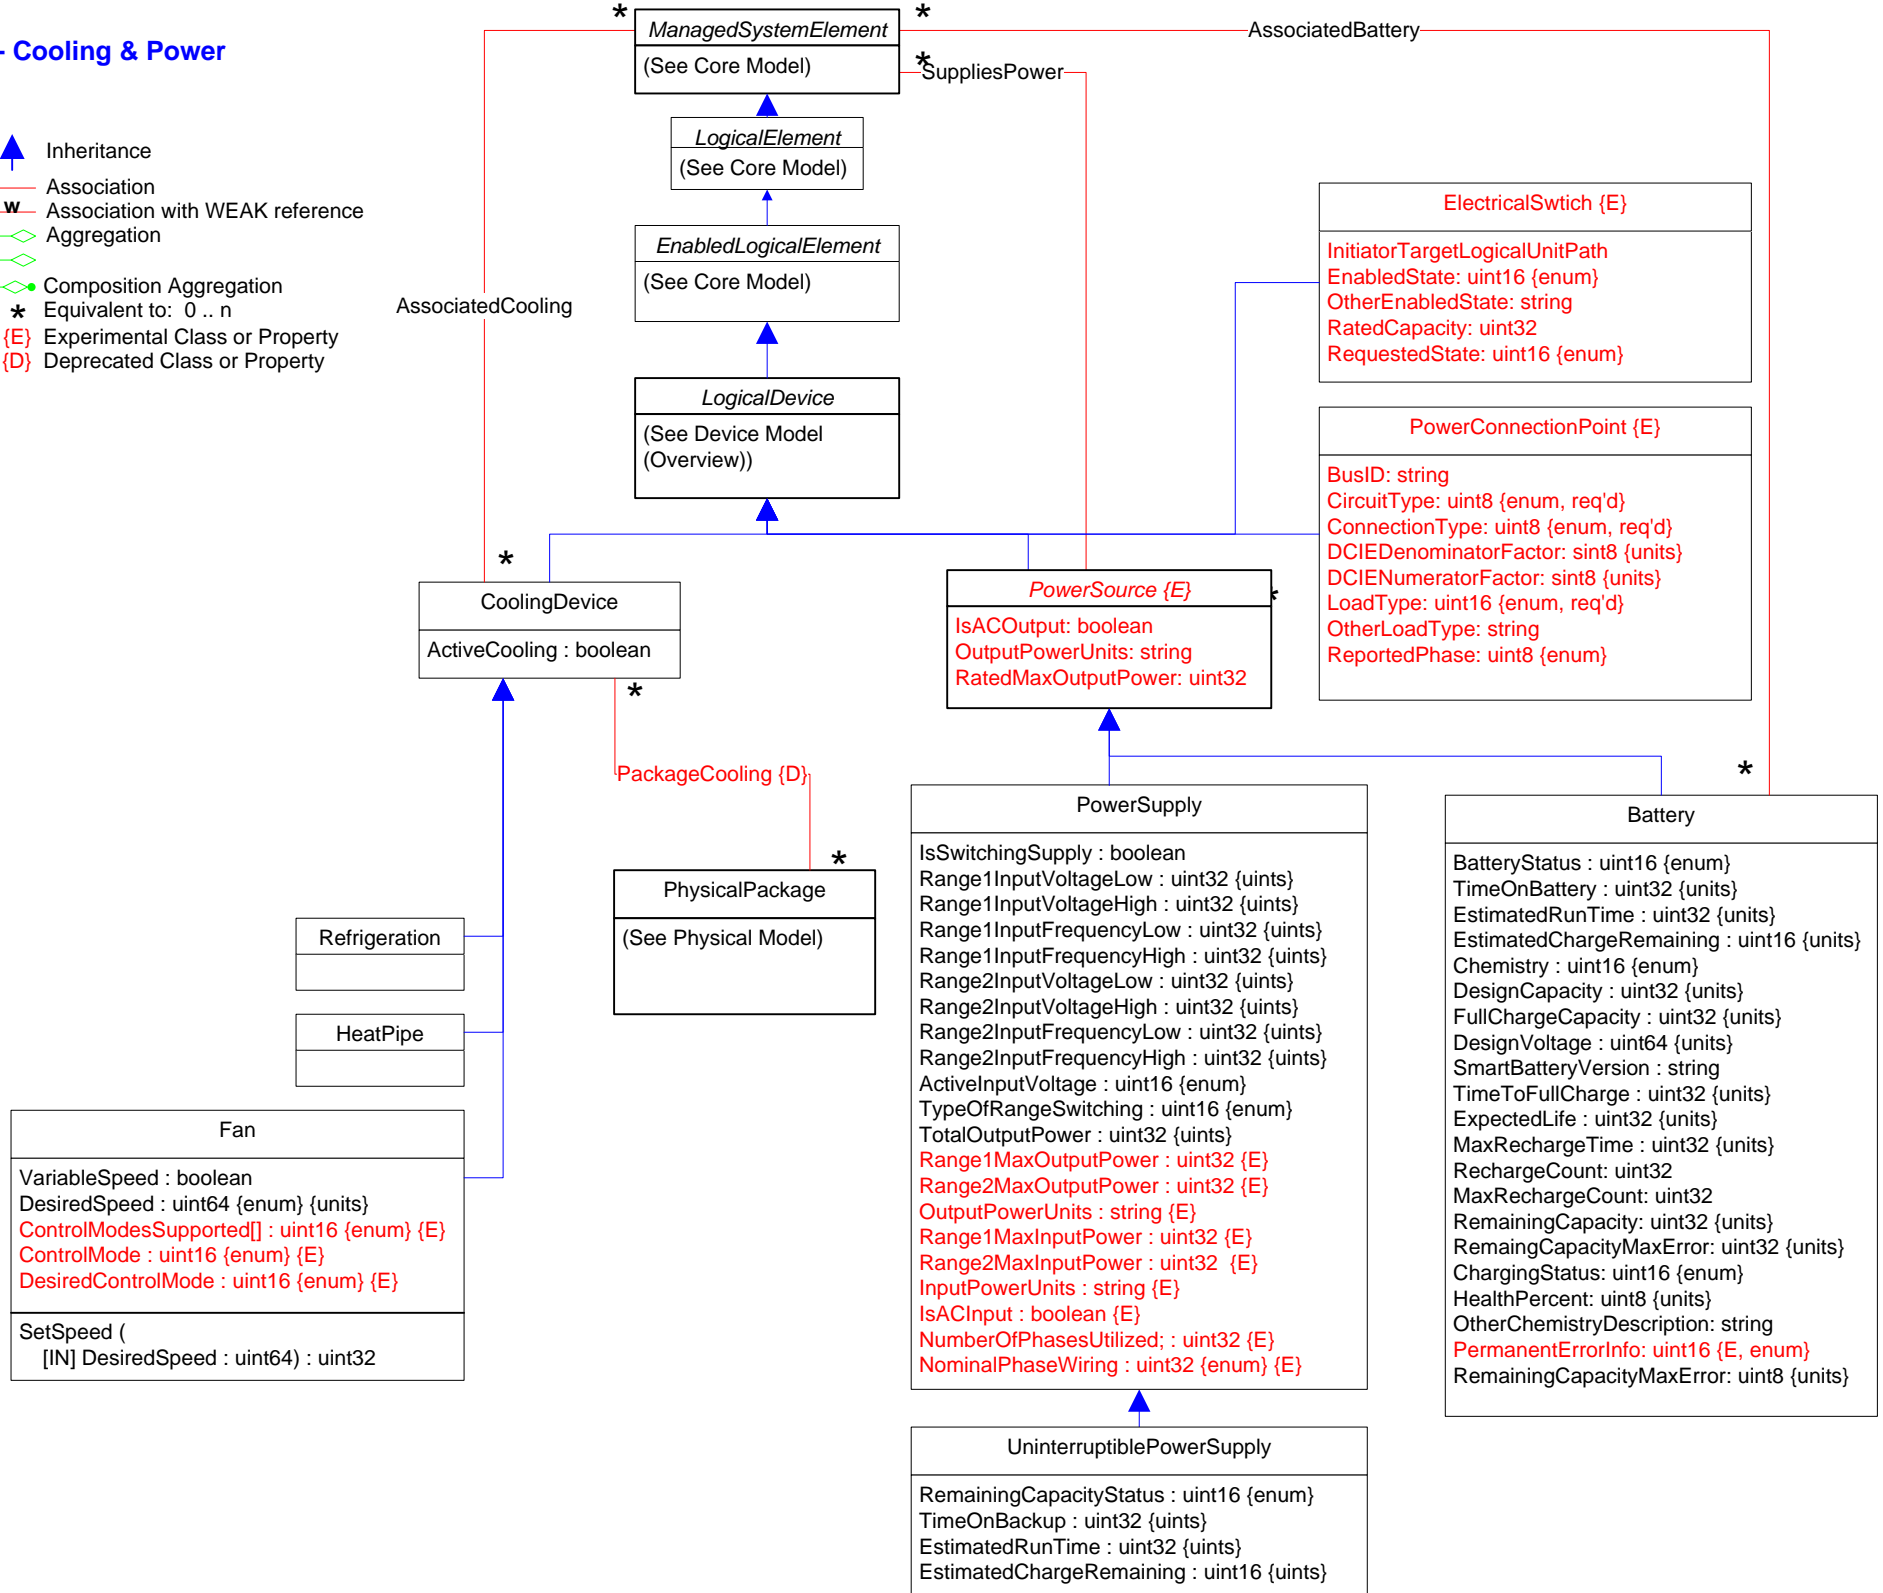 - Cooling & Power
Inheritance
Association
w Association with WEAK reference
Aggregation
Composition Aggregation
* Equivalent to: 0 .. n
{E} Experimental Class or Property
{D} Deprecated Class or Property
* ManagedSystemElement *
(See Core Model) *
AssociatedBattery
SuppliesPower
LogicalElement
(See Core Model)
EnabledLogicalElement
(See Core Model)
AssociatedCooling
LogicalDevice
(See Device Model
(Overview))
ElectricalSwtich {E}
InitiatorTargetLogicalUnitPath
EnabledState: uint16 {enum}
OtherEnabledState: string
RatedCapacity: uint32
RequestedState: uint16 {enum}
PowerConnectionPoint {E}
BusID: string
CircuitType: uint8 {enum, req'd}
ConnectionType: uint8 {enum, req'd}
DCIEDenominatorFactor: sint8 {units}
DCIENumeratorFactor: sint8 {units}
LoadType: uint16 {enum, req'd}
OtherLoadType: string
ReportedPhase: uint8 {enum}
*
CoolingDevice
ActiveCooling : boolean
*
PowerSource {E}
*
IsACOutput: boolean
OutputPowerUnits: string
RatedMaxOutputPower: uint32
PackageCooling {D}
*
PhysicalPackage
(See Physical Model)
Refrigeration
HeatPipe
Fan
VariableSpeed : boolean
DesiredSpeed : uint64 {enum} {units}
ControlModesSupported[] : uint16 {enum} {E}
ControlMode : uint16 {enum} {E}
DesiredControlMode : uint16 {enum} {E}
SetSpeed (
[IN] DesiredSpeed : uint64) : uint32
PowerSupply
IsSwitchingSupply : boolean
Range1InputVoltageLow : uint32 {uints}
Range1InputVoltageHigh : uint32 {uints}
Range1InputFrequencyLow : uint32 {uints}
Range1InputFrequencyHigh : uint32 {uints}
Range2InputVoltageLow : uint32 {uints}
Range2InputVoltageHigh : uint32 {uints}
Range2InputFrequencyLow : uint32 {uints}
Range2InputFrequencyHigh : uint32 {uints}
ActiveInputVoltage : uint16 {enum}
TypeOfRangeSwitching : uint16 {enum}
TotalOutputPower : uint32 {uints}
Range1MaxOutputPower : uint32 {E}
Range2MaxOutputPower : uint32 {E}
OutputPowerUnits : string {E}
Range1MaxInputPower : uint32 {E}
Range2MaxInputPower : uint32 {E}
InputPowerUnits : string {E}
IsACInput : boolean {E}
NumberOfPhasesUtilized; : uint32 {E}
NominalPhaseWiring : uint32 {enum} {E}
*
Battery
BatteryStatus : uint16 {enum}
TimeOnBattery : uint32 {units}
EstimatedRunTime : uint32 {units}
EstimatedChargeRemaining : uint16 {units}
Chemistry : uint16 {enum}
DesignCapacity : uint32 {units}
FullChargeCapacity : uint32 {units}
DesignVoltage : uint64 {units}
SmartBatteryVersion : string
TimeToFullCharge : uint32 {units}
ExpectedLife : uint32 {units}
MaxRechargeTime : uint32 {units}
RechargeCount: uint32
MaxRechargeCount: uint32
RemainingCapacity: uint32 {units}
RemaingCapacityMaxError: uint32 {units}
ChargingStatus: uint16 {enum}
HealthPercent: uint8 {units}
OtherChemistryDescription: string
PermanentErrorInfo: uint16 {E, enum}
RemainingCapacityMaxError: uint8 {units}
UninterruptiblePowerSupply
RemainingCapacityStatus : uint16 {enum}
TimeOnBackup : uint32 {uints}
EstimatedRunTime : uint32 {uints}
EstimatedChargeRemaining : uint16 {uints}